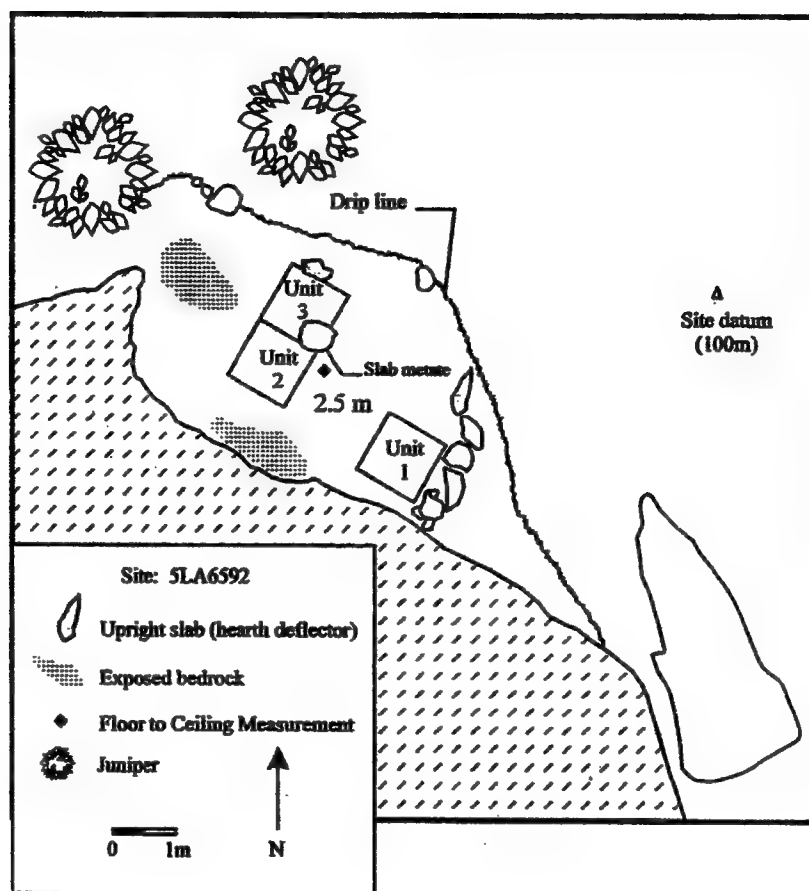 Drip line
Unit
3
Slab metate
Unit
2
2.5 m
Unit
1
Site datum
(100m)
Site: 5LA6592
Upright slab (hearth deflector)
Exposed bedrock
Floor to Ceiling Measurement
Juniper
0 1m
N